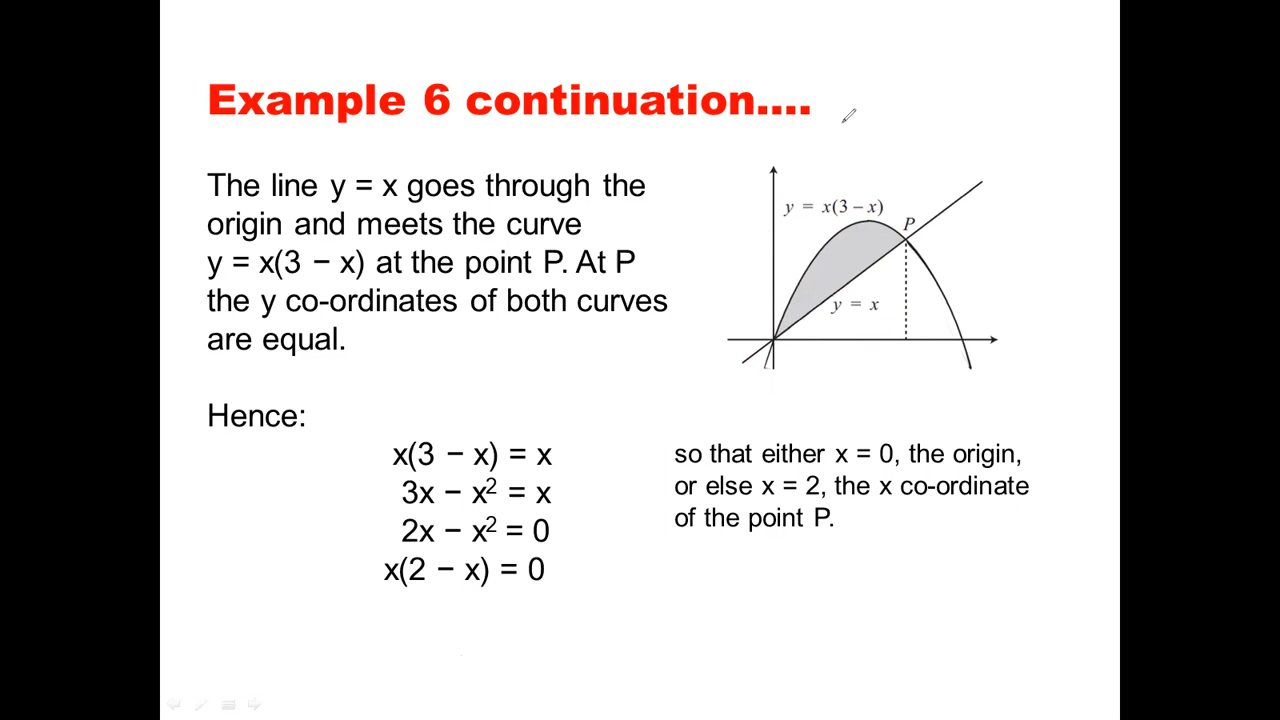 Example 6 continuation....
The line y = x goes through the
origin and meets the curve
y = x(3 − x) at the point P. At P
the y co-ordinates of both curves
are equal.
y = x(3 – x)
P
y = x
Hence:
x(3 − x) = x
3x − x² = x
2x − x² = 0
x(2 − x) = 0
so that either x = 0, the origin,
or else x = 2, the x co-ordinate
of the point P.